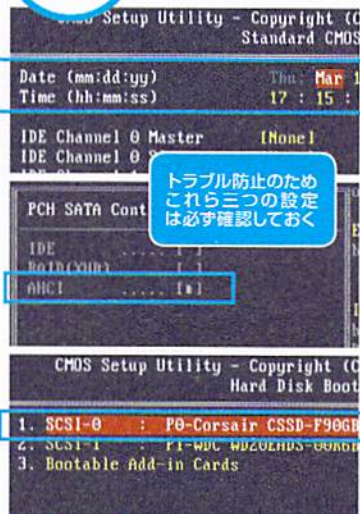 CMOS Setup Utility - Copyright (C
Standard CMOS
Date (mm:dd:yy) Thu, Mar 1
Time (hh:mm:ss) 17 : 15 :
IDE Channel 0 Master [None]
IDE Channel 0 S
トラブル防止のため
これら三つの設定
は必ず確認しておく
PCH SATA Cont
IDE ..... [ ]
RAID(XHD) ..... [ ]
AHCI ..... [■]
CMOS Setup Utility - Copyright (C
Hard Disk Boot
1. SCSI-0 : P0-Corsair CSSD-F90GB
2. SCSI-1 : P1-WDC WD20EADS-00R6B
3. Bootable Add-in Cards